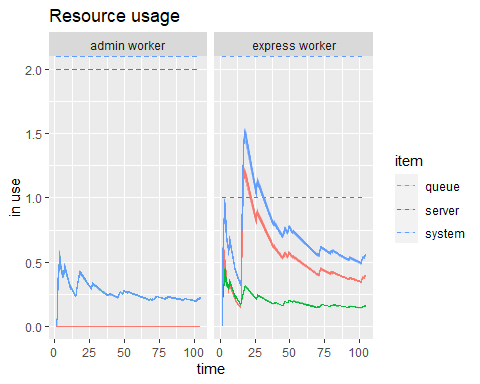 Resource usage
admin worker express worker
in use
2.0
1.5
1.0
0.5
0.0
0 25 50 75 100 0 25 50 75 100
time
item
queue
server
system